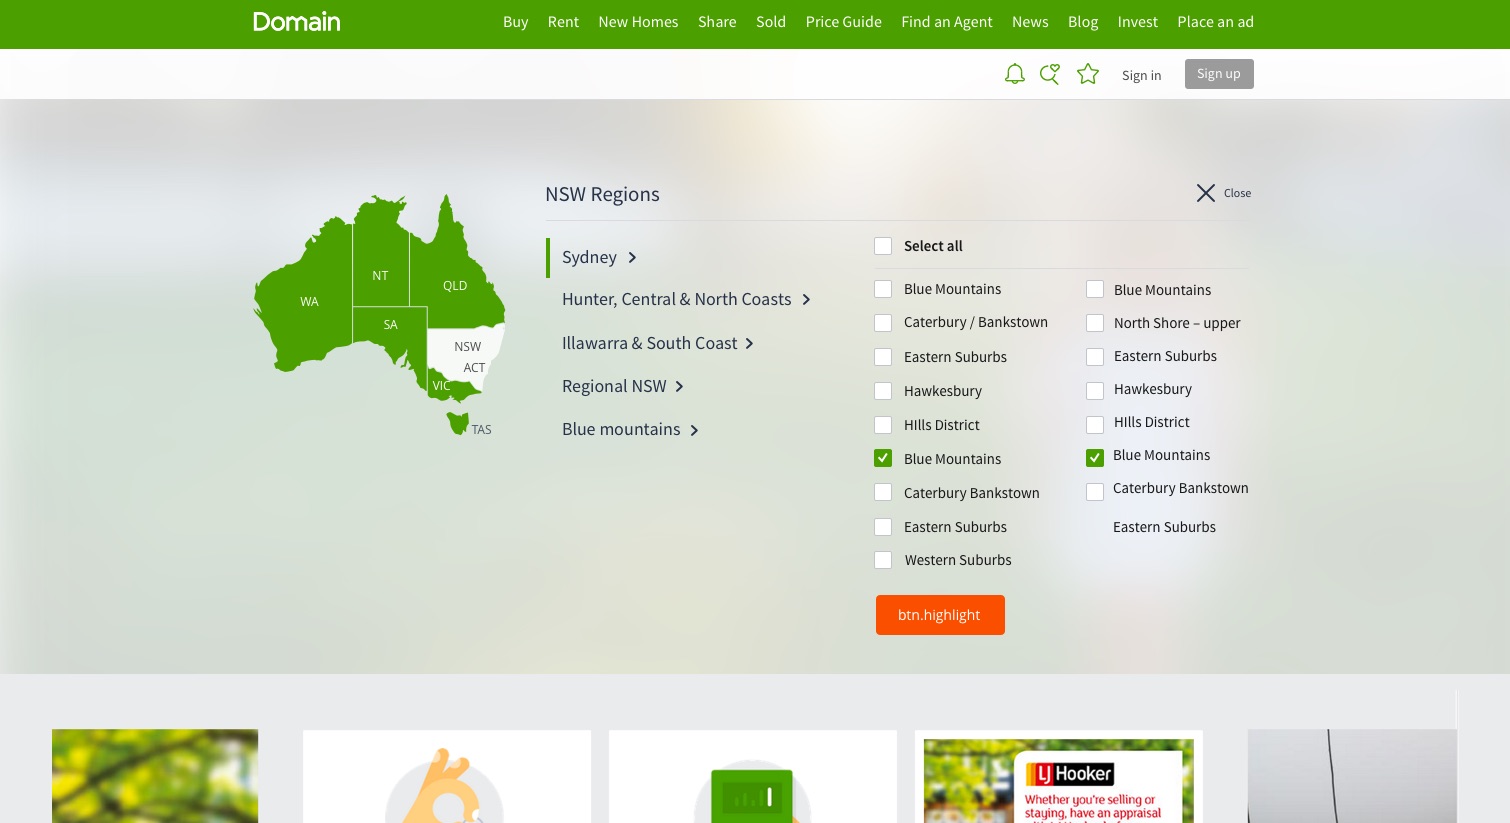 Domain
Buy Rent New Homes Share Sold Price Guide Find an Agent News Blog Invest Place an ad
Sign in Sign up
NSW Regions
Close
WA
NT
QLD
SA
NSW
ACT
VIC
TAS
Sydney
Hunter, Central & North Coasts
Illawarra & South Coast
Regional NSW
Blue mountains
Select all
Blue Mountains
Caterbury / Bankstown
Eastern Suburbs
Hawkesbury
HIlls District
Blue Mountains
Caterbury Bankstown
Eastern Suburbs
Western Suburbs
Blue Mountains
North Shore – upper
Eastern Suburbs
Hawkesbury
HIlls District
Blue Mountains
Caterbury Bankstown
Eastern Suburbs
btn.highlight
LJ Hooker
Whether you're selling or
staying, have an appraisal